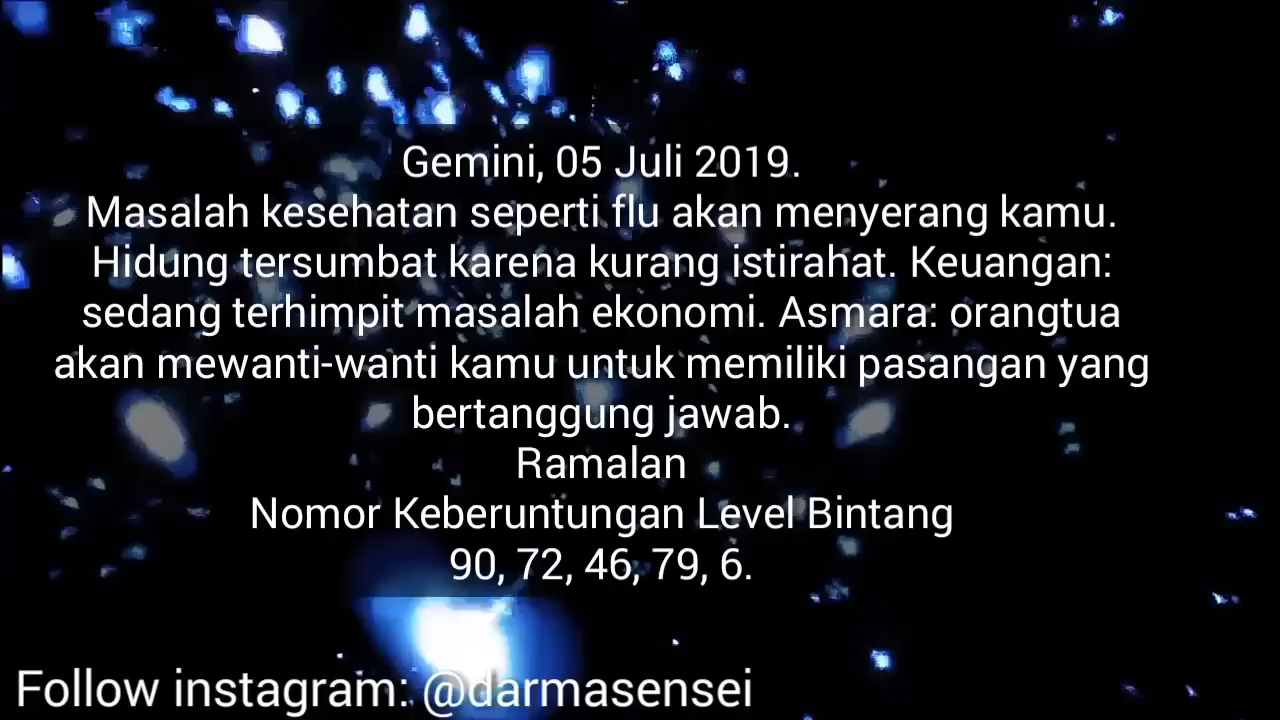 Gemini, 05 Juli 2019.
Masalah kesehatan seperti flu akan menyerang kamu.
Hidung tersumbat karena kurang istirahat. Keuangan:
sedang terhimpit masalah ekonomi. Asmara: orangtua
akan mewanti-wanti kamu untuk memiliki pasangan yang
bertanggung jawab.
Ramalan
Nomor Keberuntungan Level Bintang
90, 72, 46, 79, 6.
Follow instagram: @darmasensei